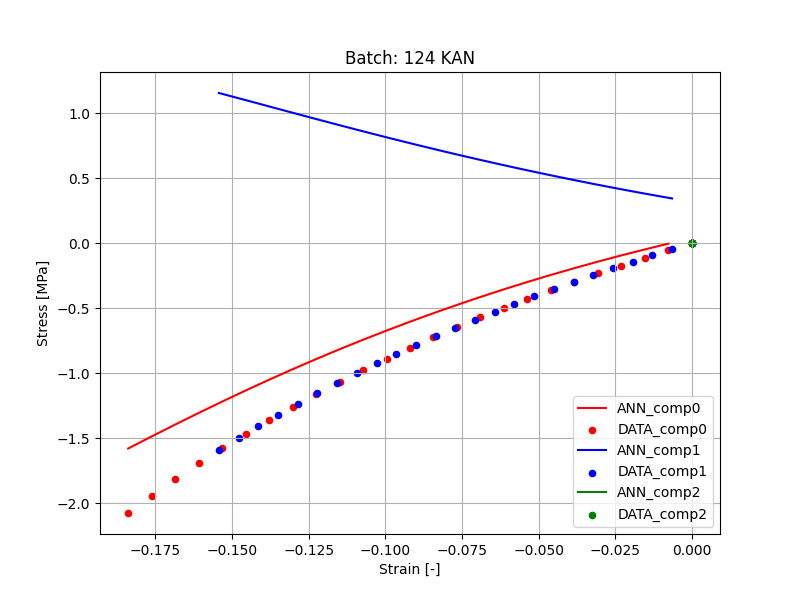 Batch: 124 KAN
1.0
0.5
0.0
−0.5
−1.0
−1.5
−2.0
Stress [MPa]
ANN_comp0
DATA_comp0
ANN_comp1
DATA_comp1
ANN_comp2
DATA_comp2
−0.175 −0.150 −0.125 −0.100 −0.075 −0.050 −0.025 0.000
Strain [-]